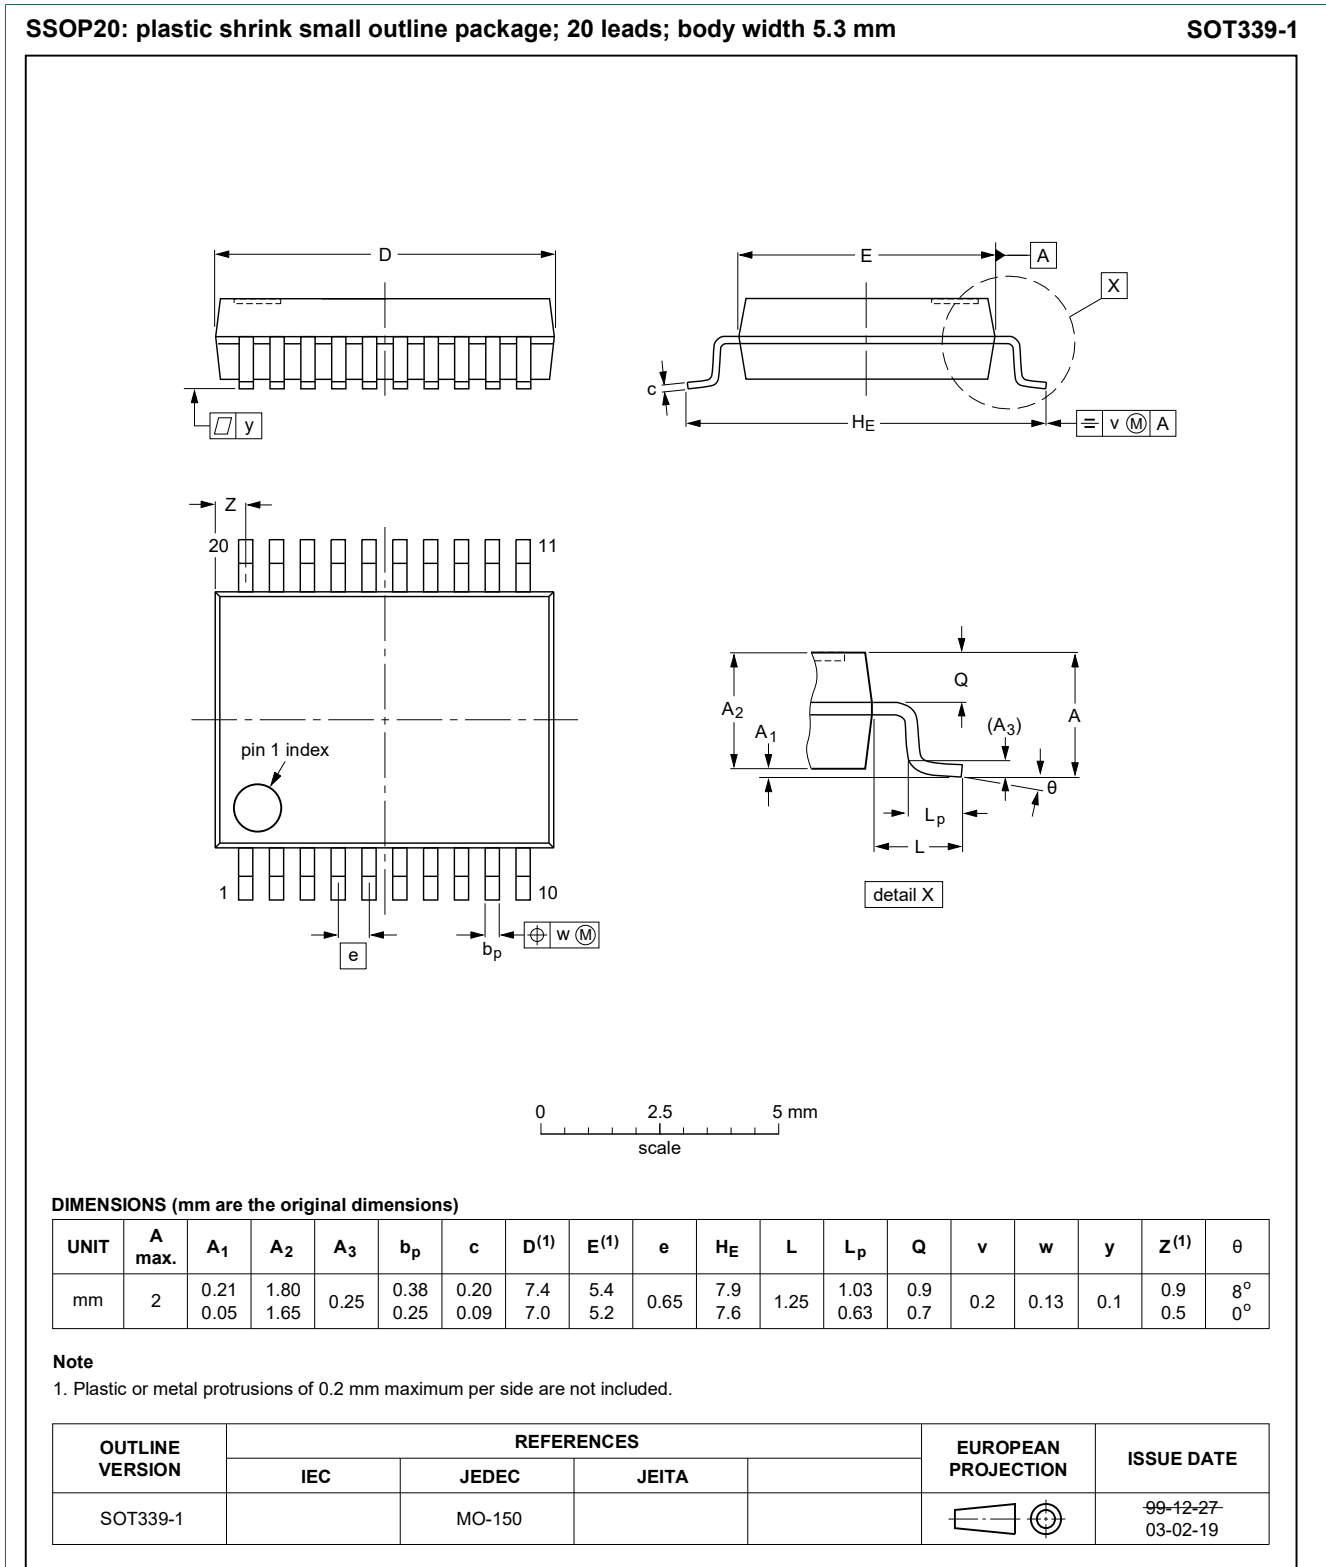 SSOP20: plastic shrink small outline package; 20 leads; body width 5.3 mm SOT339-1
D
E
A
X
y
c
HE
v M A
Z
20
11
pin 1 index
1
10
e
bp
w M
A2
A1
Q
(A3)
A
θ
Lp
L
detail X
0 2.5 5 mm
scale
DIMENSIONS (mm are the original dimensions)
UNIT A max. A1 A2 A3 bp c D(1) E(1) e HE L Lp Q v w y Z(1) θ
mm 2 0.21 0.05 1.80 1.65 0.25 0.38 0.25 0.20 0.09 7.4 7.0 5.4 5.2 0.65 7.9 7.6 1.25 1.03 0.63 0.9 0.7 0.2 0.13 0.1 0.9 0.5 8o 0o
Note
1. Plastic or metal protrusions of 0.2 mm maximum per side are not included.
OUTLINE VERSION REFERENCES EUROPEAN PROJECTION ISSUE DATE
IEC JEDEC JEITA
SOT339-1 MO-150 99-12-27
03-02-19